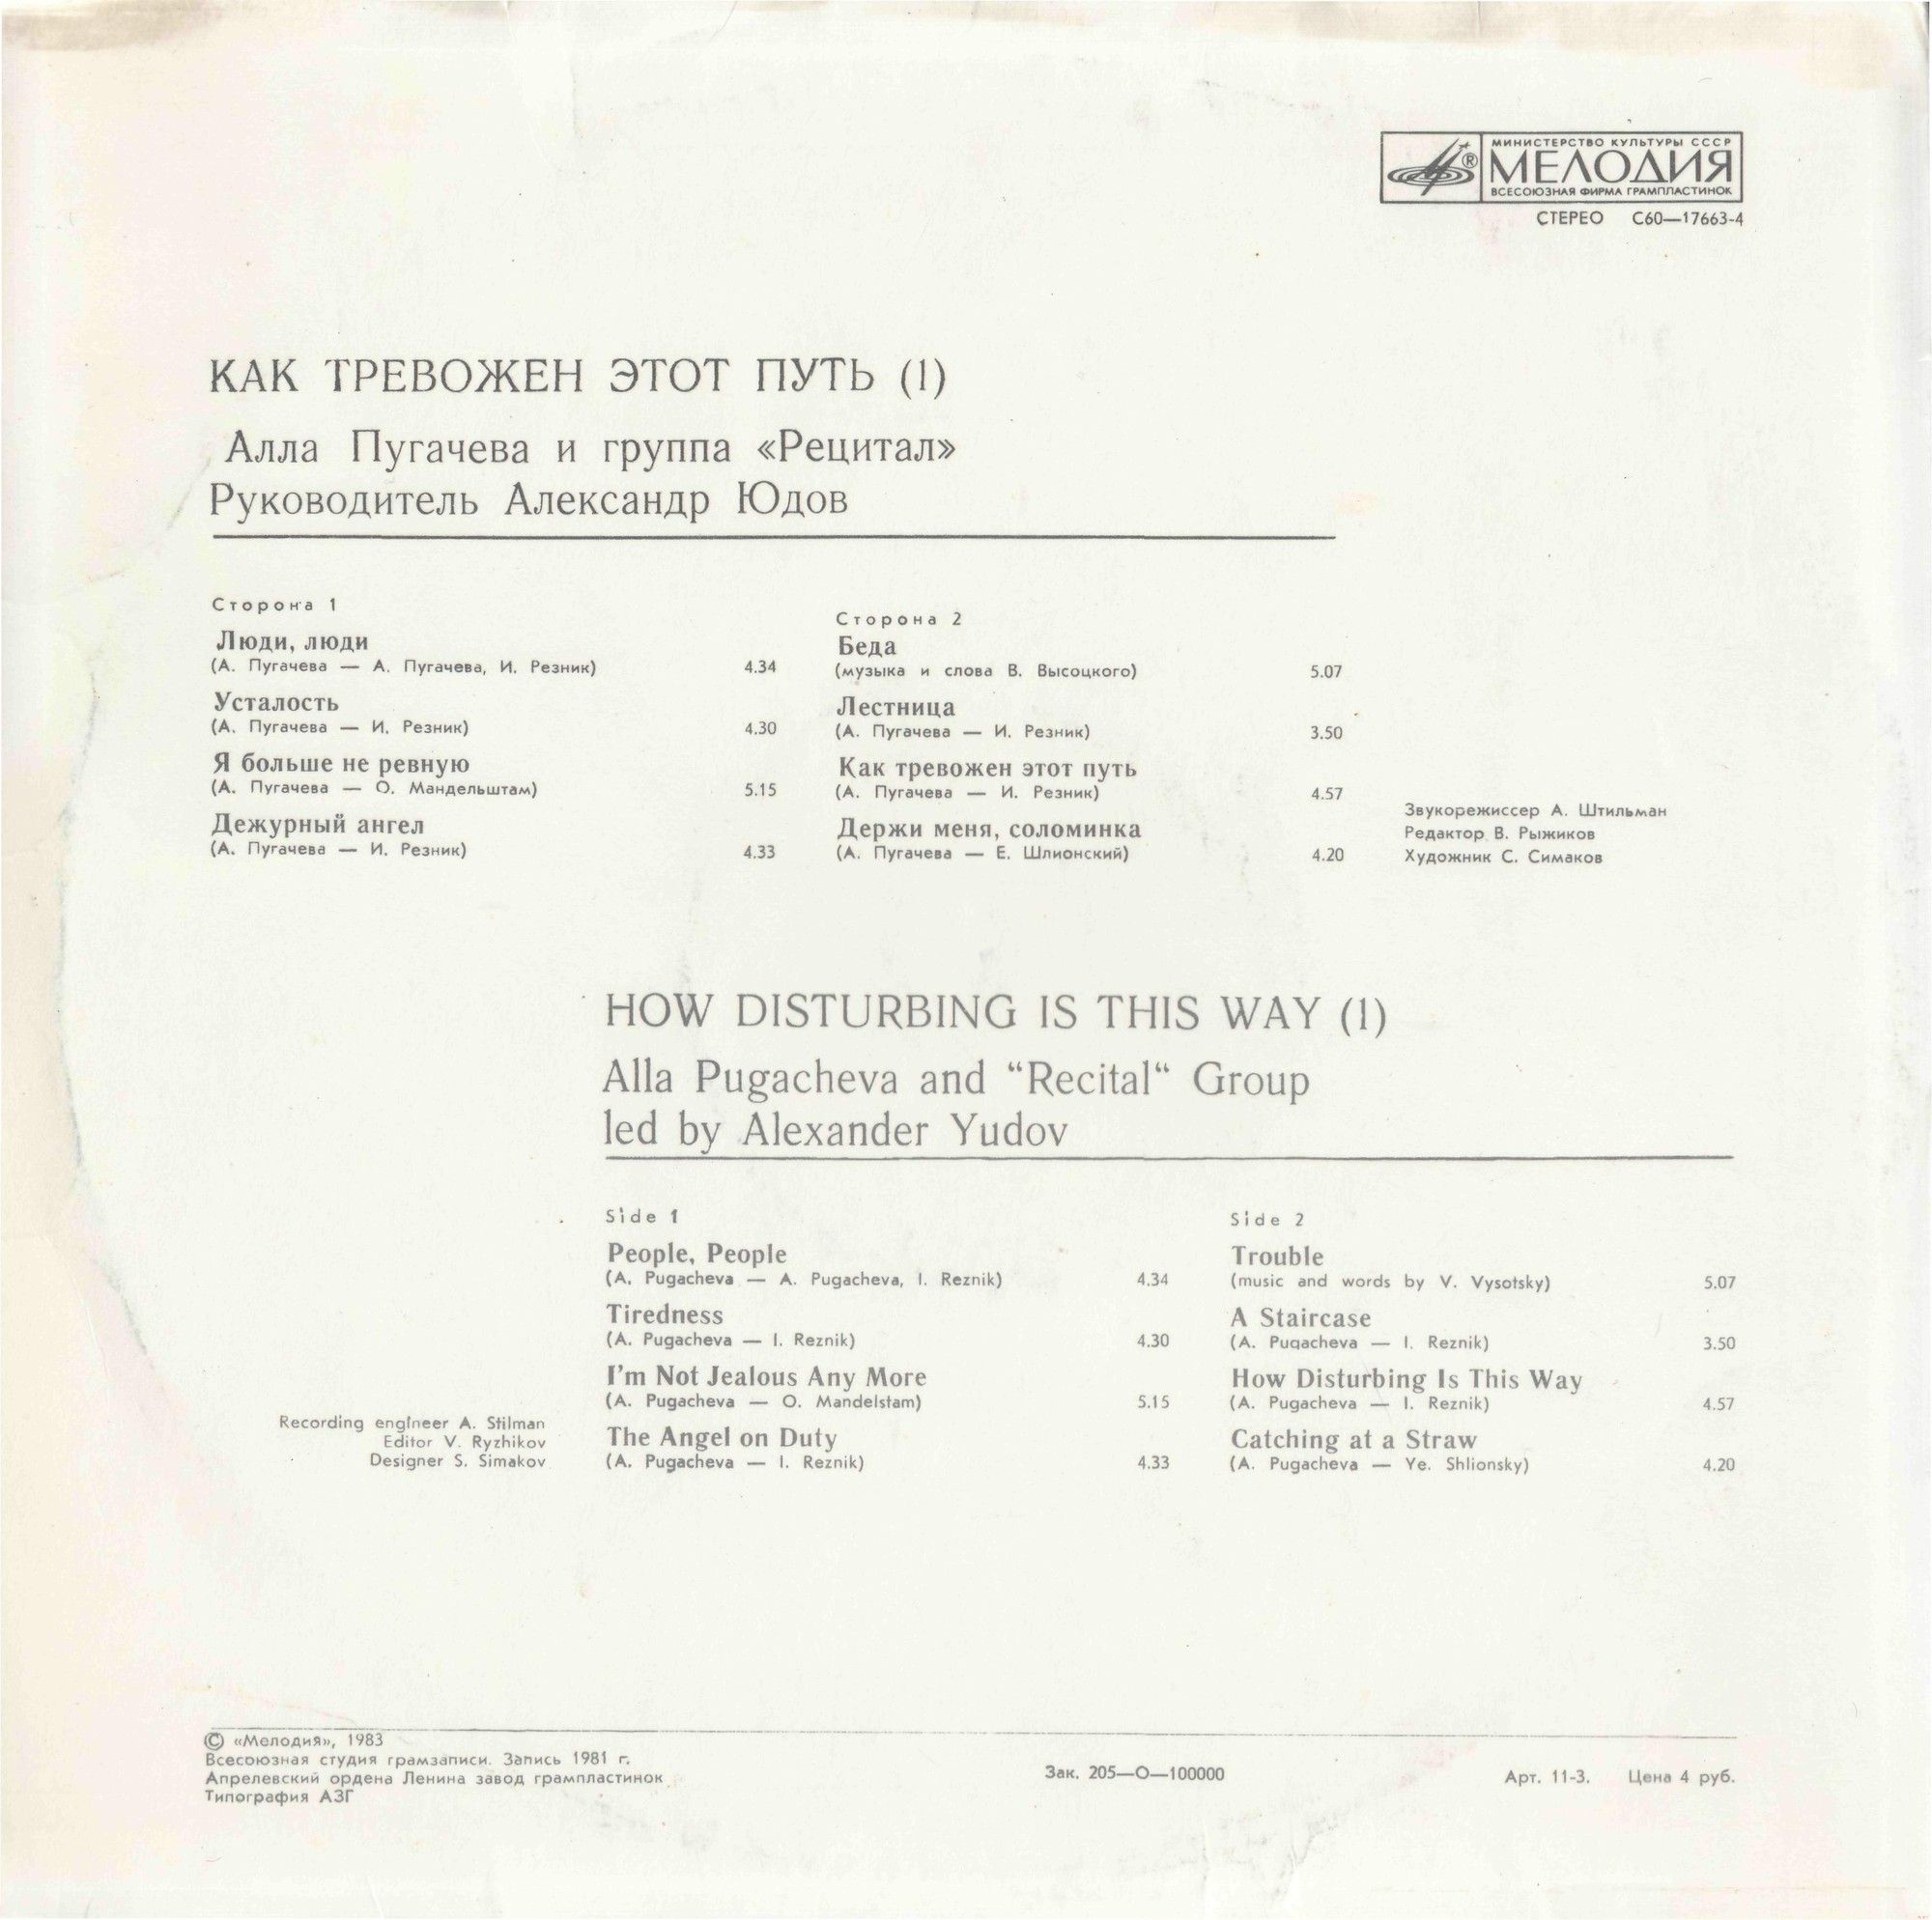 МИНИСТЕРСТВО КУЛЬТУРЫ СССР
МЕЛОДИЯ
ВСЕСОЮЗНАЯ ФИРМА ГРАМПЛАСТИНОК
СТЕРЕО С60—17663-4
КАК ТРЕВОЖЕН ЭТОТ ПУТЬ (1)
Алла Пугачева и группа «Рецитал»
Руководитель Александр Юдов
Сторона 1
Люди, люди
(А. Пугачева — А. Пугачева, И. Резник) 4.34
Усталость
(А. Пугачева — И. Резник) 4.30
Я больше не ревную
(А. Пугачева — О. Мандельштам) 5.15
Дежурный ангел
(А. Пугачева — И. Резник) 4.33
Сторона 2
Беда
(музыка и слова В. Высоцкого) 5.07
Лестница
(А. Пугачева — И. Резник) 3.50
Как тревожен этот путь
(А. Пугачева — И. Резник) 4.57
Держи меня, соломинка
(А. Пугачева — Е. Шлионский) 4.20
Звукорежиссер А. Штильман
Редактор В. Рыжиков
Художник С. Симаков
HOW DISTURBING IS THIS WAY (1)
Alla Pugacheva and “Recital“ Group
led by Alexander Yudov
Side 1
People, People
(A. Pugacheva — A. Pugacheva, I. Reznik) 4.34
Tiredness
(A. Pugacheva — I. Reznik) 4.30
I'm Not Jealous Any More
(A. Pugacheva — O. Mandelstam) 5.15
The Angel on Duty
(A. Pugacheva — I. Reznik) 4.33
Side 2
Trouble
(music and words by V. Vysotsky) 5.07
A Staircase
(A. Pugacheva — I. Reznik) 3.50
How Disturbing Is This Way
(A. Pugacheva — I. Reznik) 4.57
Catching at a Straw
(A. Pugacheva — Ye. Shlionsky) 4.20
Recording engineer A. Stilman
Editor V. Ryzhikov
Designer S. Simakov
© «Мелодия», 1983
Всесоюзная студия грамзаписи. Запись 1981 г.
Апрелевский ордена Ленина завод грампластинок
Типография АЗГ
Зак. 205—О—100000
Арт. 11-3. Цена 4 руб.